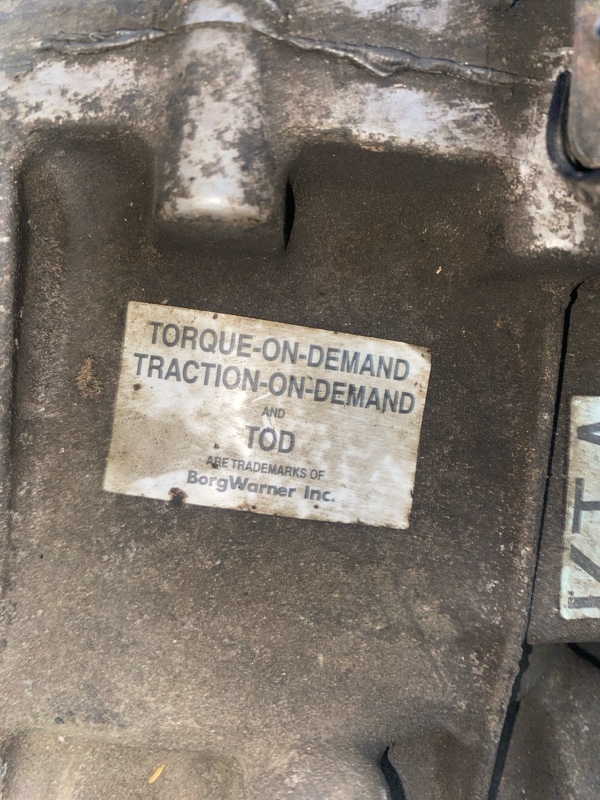 TORQUE-ON-DEMAND
TRACTION-ON-DEMAND
AND
TOD
ARE TRADEMARKS OF
BorgWarner Inc.